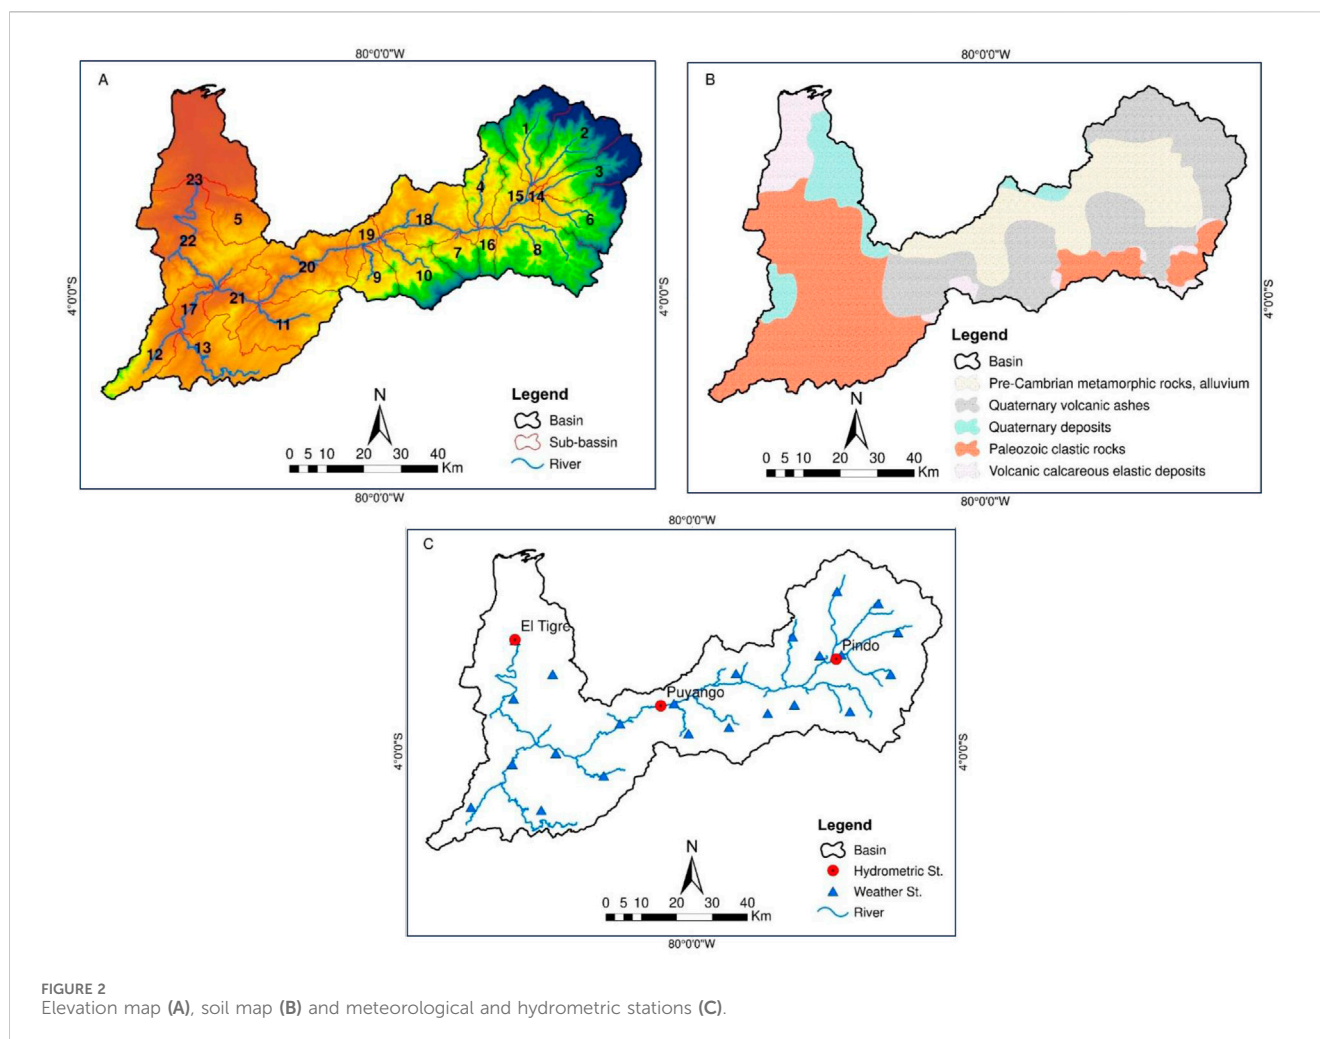 80°0'0"W
A
1
2
3
4
15
14
23
5
18
6
22
19
16
8
7
20
10
9
21
17
11
12
13
4°0'0"S
4°0'0"S
N
0 5 10 20 30 40
Km
Legend
Basin
Sub-bassin
River
80°0'0"W
80°0'0"W
B
4°0'0"S
Legend
Basin
Pre-Cambrian metamorphic rocks, alluvium
Quaternary volcanic ashes
Quaternary deposits
Paleozoic clastic rocks
Volcanic calcareous elastic deposits
N
0 5 10 20 30 40
Km
80°0'0"W
80°0'0"W
C
El Tigre
Pindo
Puyango
4°0'0"S
4°0'0"S
Legend
Basin
Hydrometric St.
Weather St.
River
N
0 5 10 20 30 40
Km
80°0'0"W
FIGURE 2
Elevation map (A), soil map (B) and meteorological and hydrometric stations (C).